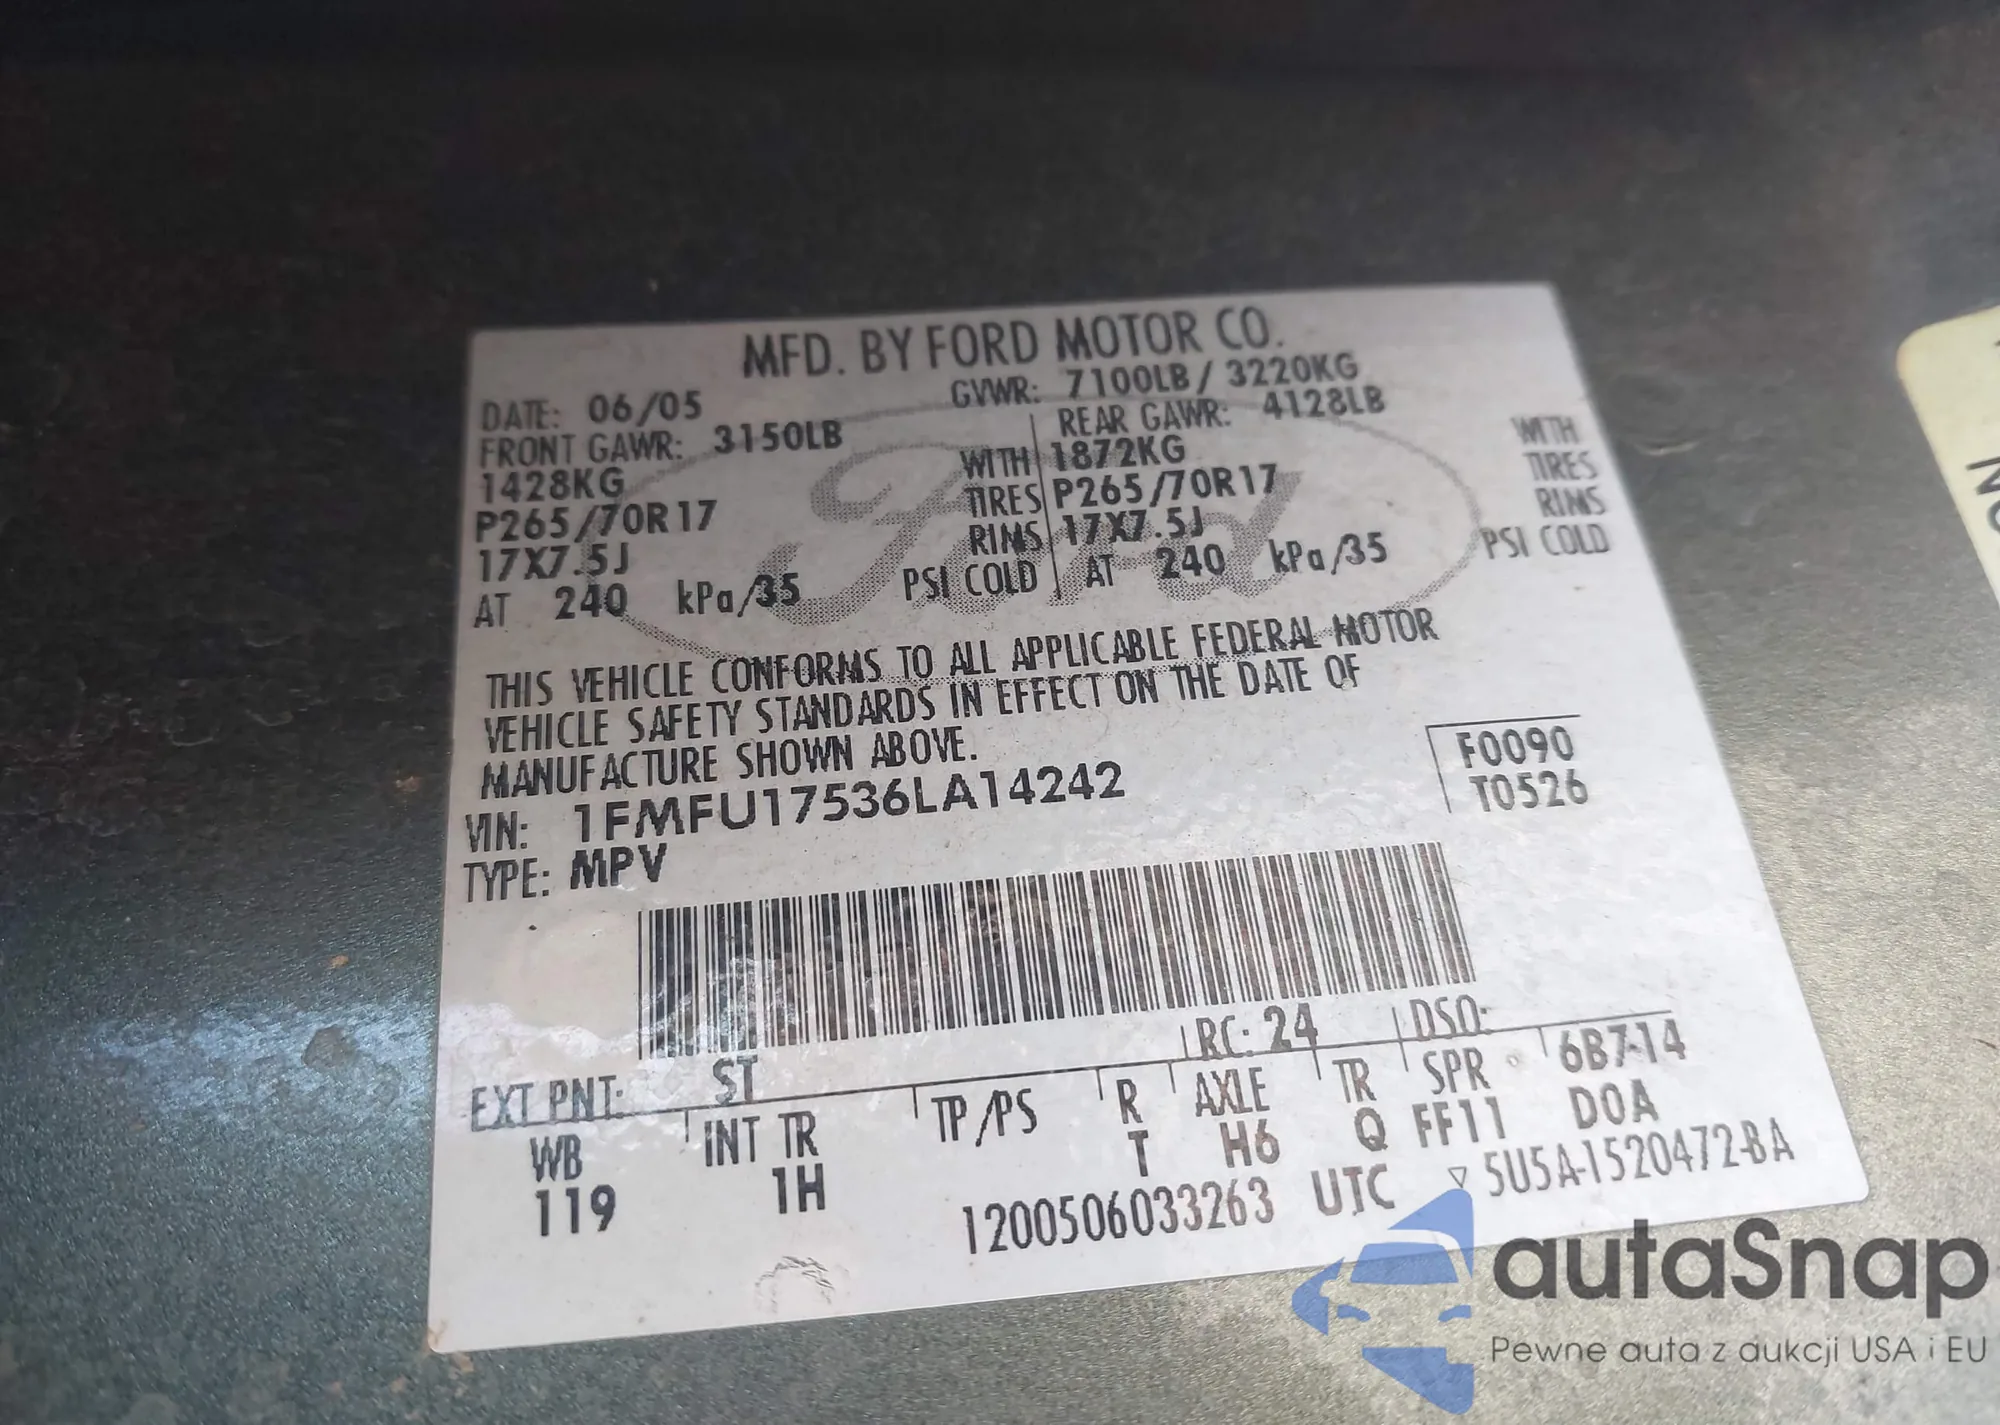 MFD. BY FORD MOTOR CO.
DATE: 06/05 GVWR: 7100LB / 3220KG
FRONT GAWR: 3150LB REAR GAWR: 4128LB
1428KG WITH 1872KG WITH
P265/70R17 TIRES P265/70R17 TIRES
17X7.5J RIMS 17X7.5J RIMS
AT 240 kPa/35 PSI COLD AT 240 kPa/35 PSI COLD
Ford
THIS VEHICLE CONFORMS TO ALL APPLICABLE FEDERAL MOTOR
VEHICLE SAFETY STANDARDS IN EFFECT ON THE DATE OF
MANUFACTURE SHOWN ABOVE.
F0090
T0526
VIN: 1FMFU17536LA14242
TYPE: MPV
EXT PNT: ST RC: 24 DSO:
WB INT TR TP/PS R AXLE TR SPR 6B7-14
119 1H T H6 Q FF11 D0A
1200506033263 UTC ▽5U5A-1520472-BA
autaSnap
Pewne auta z aukcji USA i EU